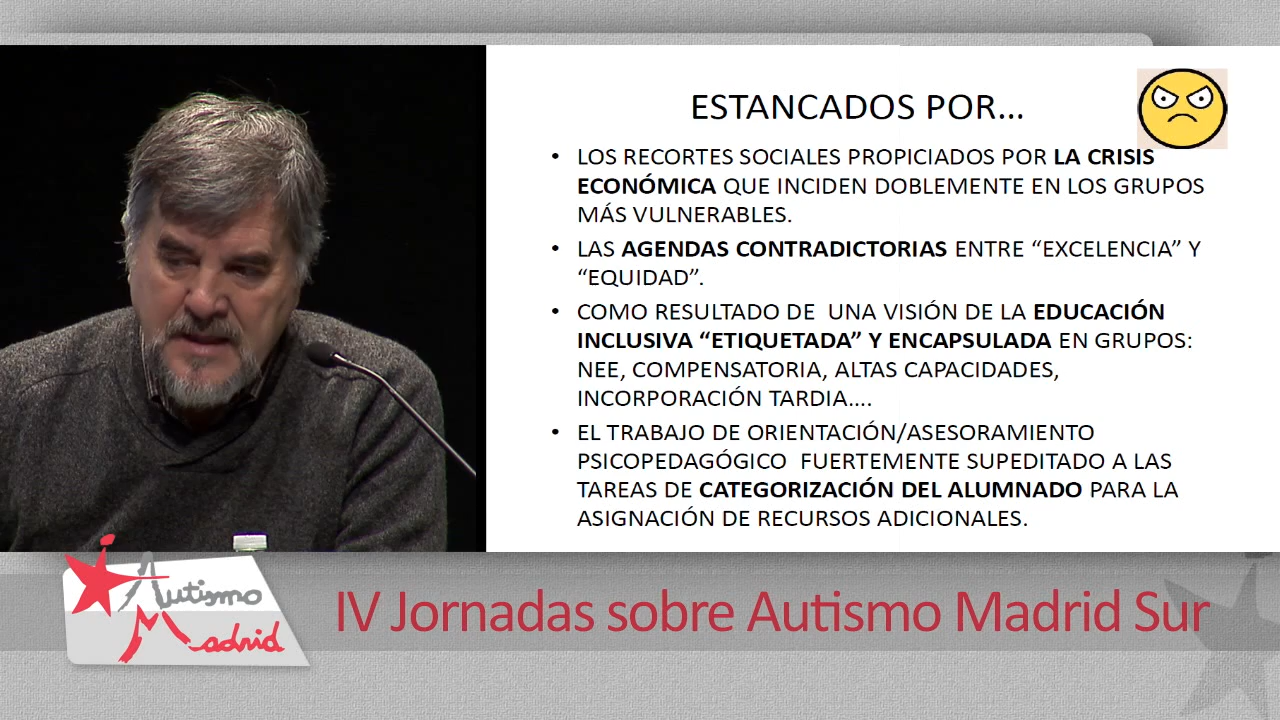 ESTANCADOS POR...
• LOS RECORTES SOCIALES PROPICIADOS POR LA CRISIS
ECONÓMICA QUE INCIDEN DOBLEMENTE EN LOS GRUPOS
MÁS VULNERABLES.
• LAS AGENDAS CONTRADICTORIAS ENTRE “EXCELENCIA” Y
“EQUIDAD”.
• COMO RESULTADO DE UNA VISIÓN DE LA EDUCACIÓN
INCLUSIVA “ETIQUETADA” Y ENCAPSULADA EN GRUPOS:
NEE, COMPENSATORIA, ALTAS CAPACIDADES,
INCORPORACIÓN TARDIA....
• EL TRABAJO DE ORIENTACIÓN/ASESORAMIENTO
PSICOPEDAGÓGICO FUERTEMENTE SUPEDITADO A LAS
TAREAS DE CATEGORIZACIÓN DEL ALUMNADO PARA LA
ASIGNACIÓN DE RECURSOS ADICIONALES.
Autismo
Madrid
IV Jornadas sobre Autismo Madrid Sur